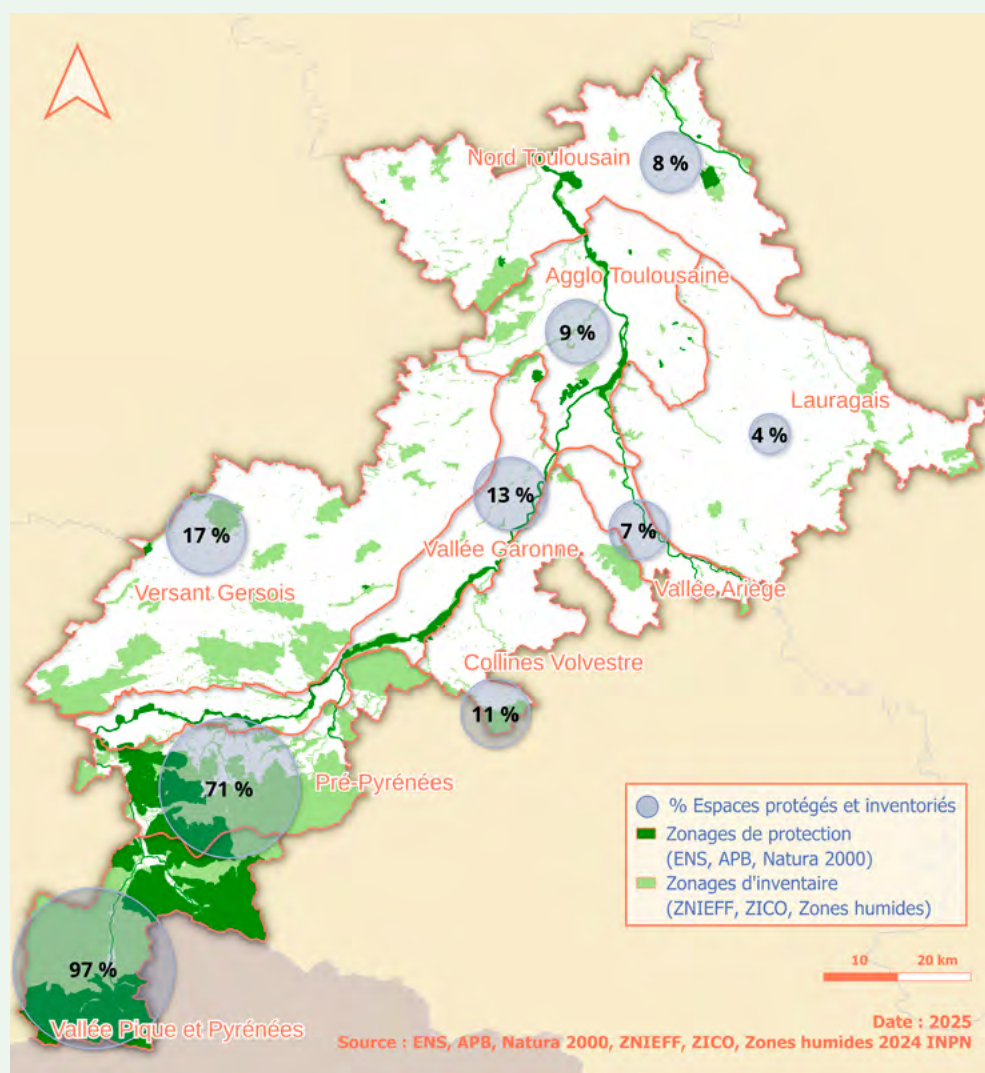 Nord Toulousain
8 %
Agglo Toulousaine
9 %
Lauragais
4 %
13 %
17 %
7 %
Vallée Garonne
Versant Gersois
Vallée Ariège
Collines Volvestre
11 %
71 %
Pré-Pyrénées
97 %
Vallée Pique et Pyrénées
% Espaces protégés et inventoriés
Zonages de protection
(ENS, APB, Natura 2000)
Zonages d'inventaire
(ZNIEFF, ZICO, Zones humides)
10 20 km
Date : 2025
Source : ENS, APB, Natura 2000, ZNIEFF, ZICO, Zones humides 2024 INPN